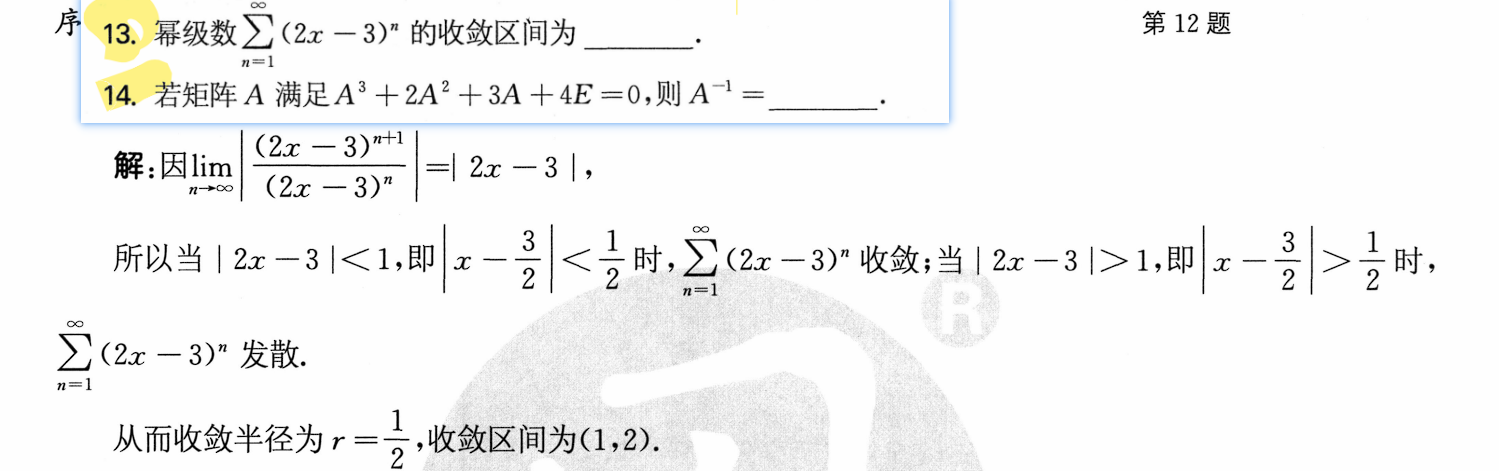 序
第 12 题
13. 幂级数 $\sum_{n=1}^{\infty}(2x-3)^n$ 的收敛区间为 ________.
14. 若矩阵 $A$ 满足 $A^3+2A^2+3A+4E=0$,则 $A^{-1}=$ ________.
解:因 $\lim_{n\to\infty}\left|\frac{(2x-3)^{n+1}}{(2x-3)^n}\right|=|2x-3|$,
所以当 $|2x-3|<1$,即 $\left|x-\frac{3}{2}\right|<\frac{1}{2}$ 时, $\sum_{n=1}^{\infty}(2x-3)^n$ 收敛;当 $|2x-3|>1$,即 $\left|x-\frac{3}{2}\right|>\frac{1}{2}$ 时,
$\sum_{n=1}^{\infty}(2x-3)^n$ 发散.
从而收敛半径为 $r=\frac{1}{2}$,收敛区间为(1,2).
®